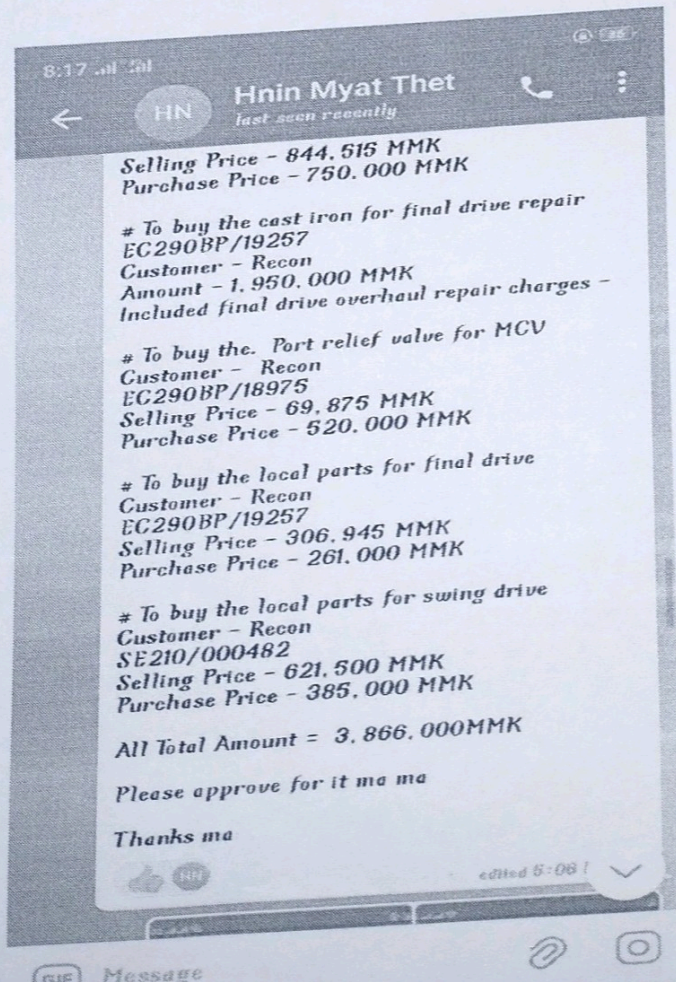 8:17
HN
Hnin Myat Thet
last seen recently
Selling Price - 844,515 MMK
Purchase Price - 750,000 MMK
# To buy the cast iron for final drive repair
EC290BP/19257
Customer - Recon
Amount - 1,950,000 MMK
Included final drive overhaul repair charges -
# To buy the. Port relief valve for MCV
Customer - Recon
EC290BP/18975
Selling Price - 69,875 MMK
Purchase Price - 520,000 MMK
# To buy the local parts for final drive
Customer - Recon
EC290BP/19257
Selling Price - 306,945 MMK
Purchase Price - 261,000 MMK
# To buy the local parts for swing drive
Customer - Recon
SE210/000482
Selling Price - 621,500 MMK
Purchase Price - 385,000 MMK
All Total Amount = 3,866,000MMK
Please approve for it ma ma
Thanks ma
HN
edited 5:06
GIF
Message